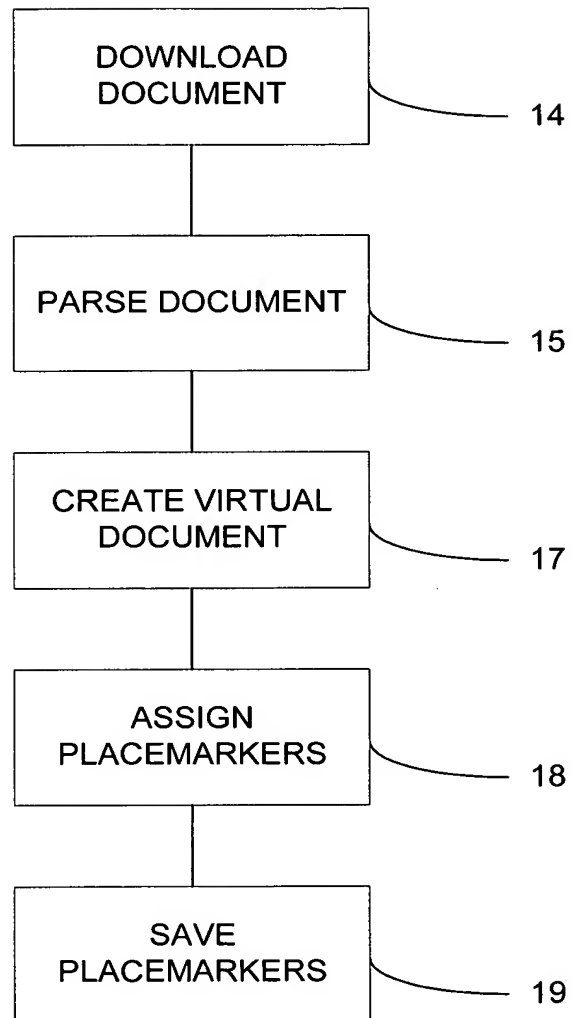 DOWNLOAD
DOCUMENT
14
PARSE DOCUMENT
15
CREATE VIRTUAL
DOCUMENT
17
ASSIGN
PLACEMARKERS
18
SAVE
PLACEMARKERS
19